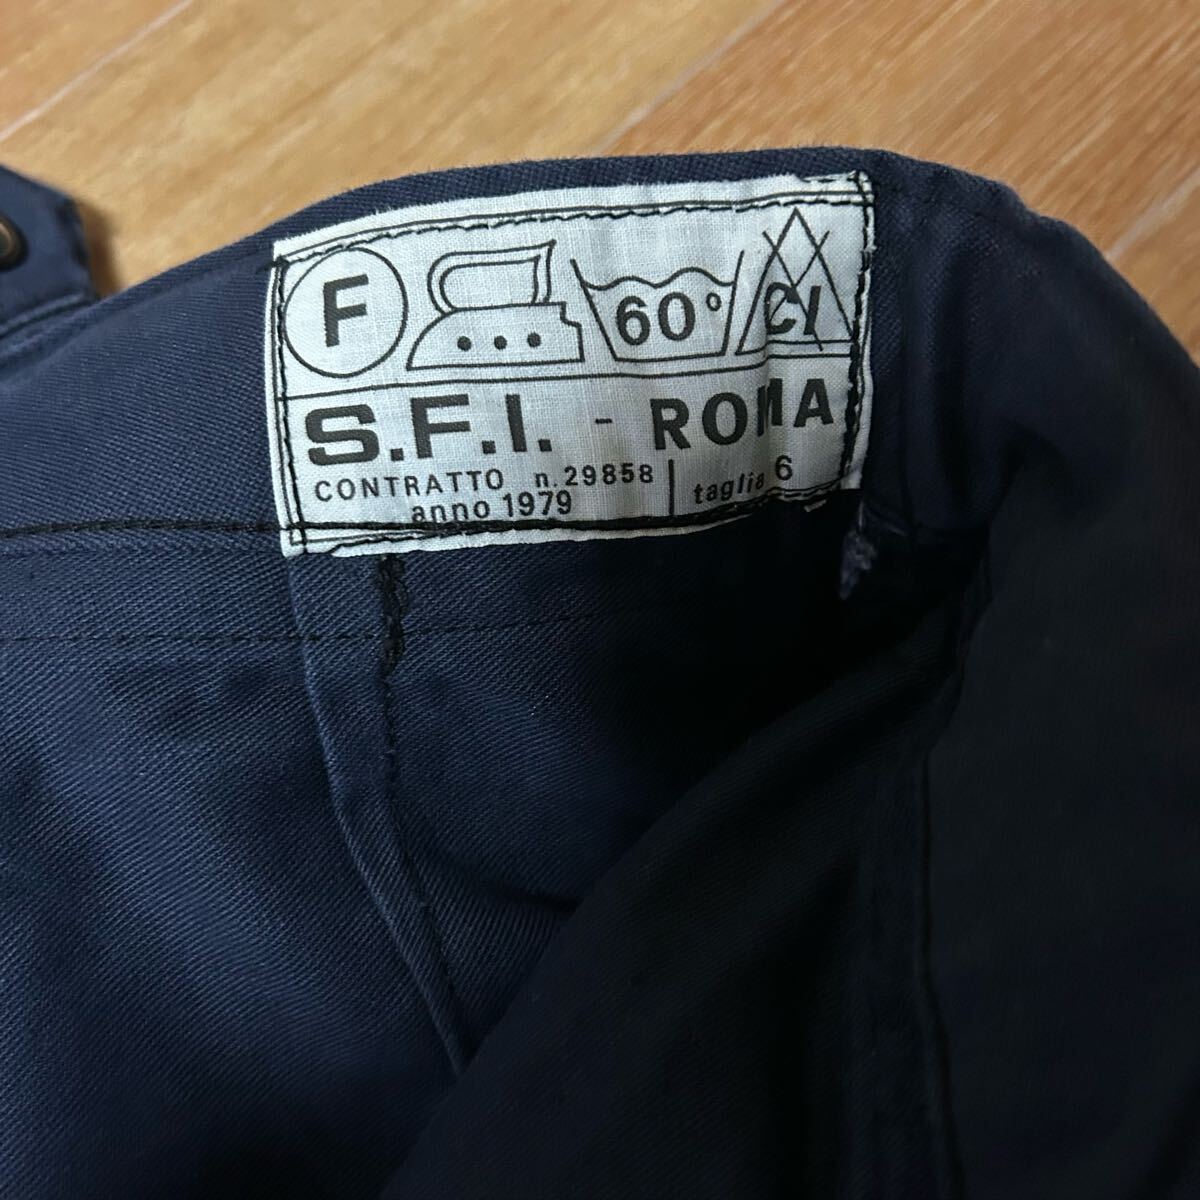 F 60° Cl
S.F.I. - ROMA
CONTRATTO n.29858
anno 1979
taglia 6